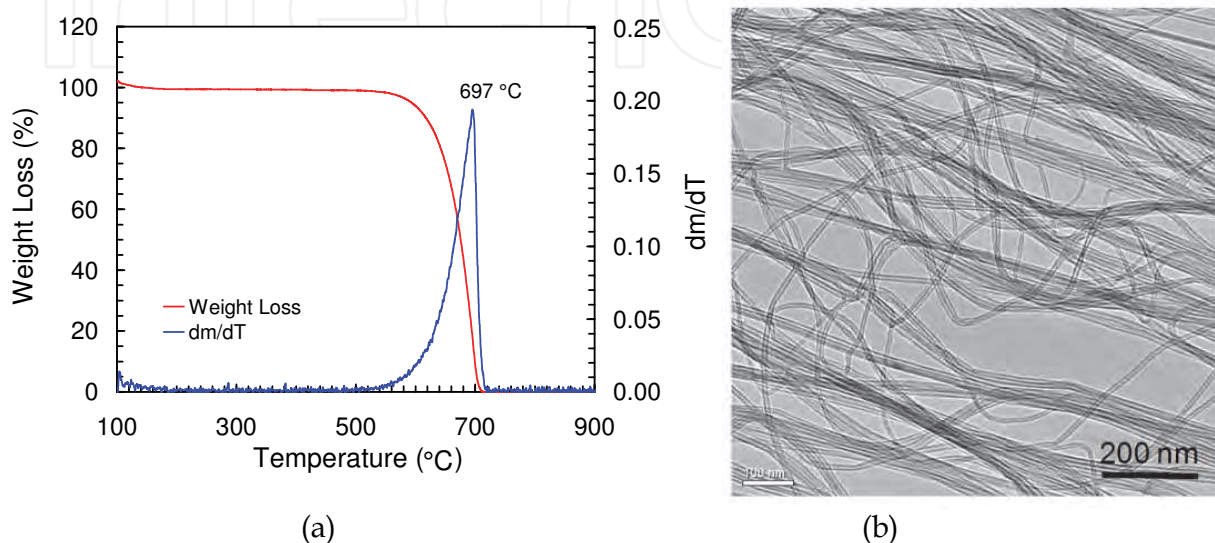 120
100
80
60
40
20
0
Weight Loss (%)
697 °C
Weight Loss
dm/dT
0.25
0.20
0.15
0.10
0.05
0.00
dm/dT
100 300 500 700 900
Temperature (°C)
100 nm
200 nm
(a) (b)